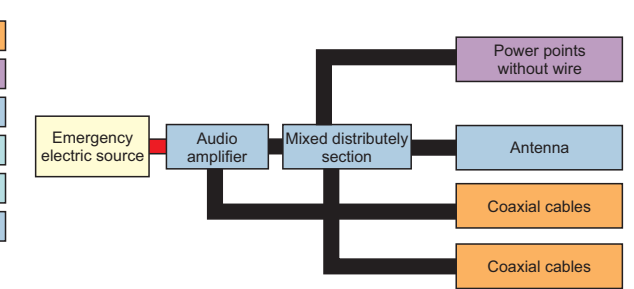 Power points
without wire
Emergency
electric source
Audio
amplifier
Mixed distributely
section
Antenna
Coaxial cables
Coaxial cables